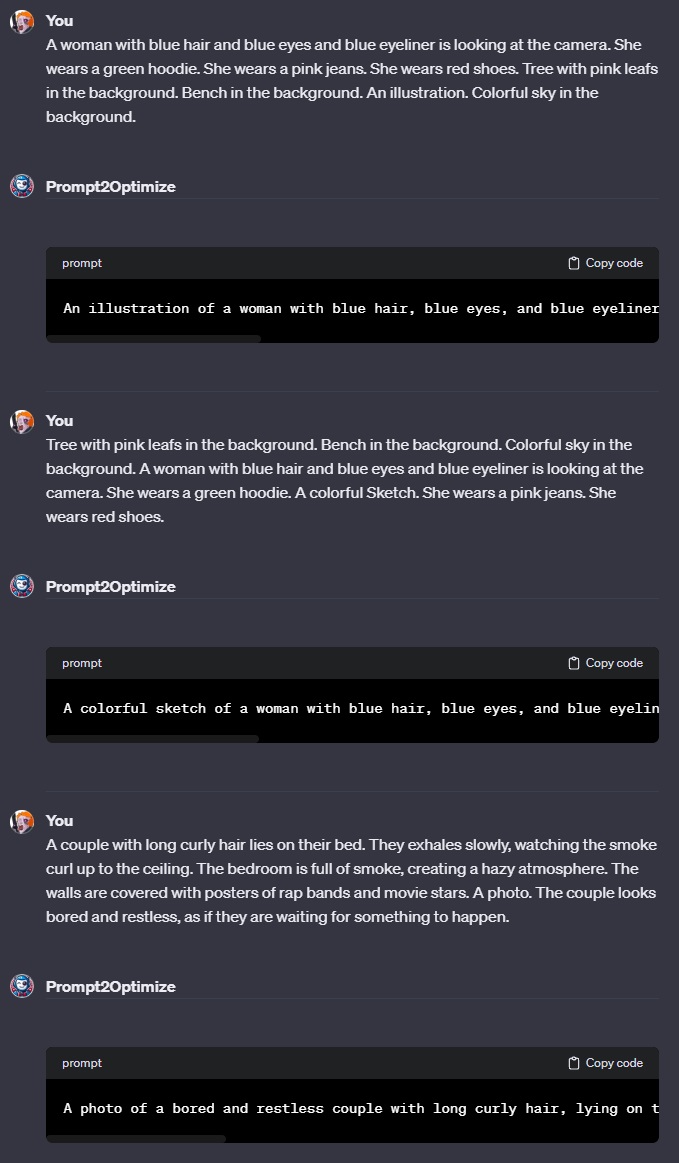 You
A woman with blue hair and blue eyes and blue eyeliner is looking at the camera. She
wears a green hoodie. She wears a pink jeans. She wears red shoes. Tree with pink leafs
in the background. Bench in the background. An illustration. Colorful sky in the
background.
Prompt2Optimize
prompt
Copy code
An illustration of a woman with blue hair, blue eyes, and blue eyeliner
You
Tree with pink leafs in the background. Bench in the background. Colorful sky in the
background. A woman with blue hair and blue eyes and blue eyeliner is looking at the
camera. She wears a green hoodie. A colorful Sketch. She wears a pink jeans. She
wears red shoes.
Prompt2Optimize
prompt
Copy code
A colorful sketch of a woman with blue hair, blue eyes, and blue eyelin
You
A couple with long curly hair lies on their bed. They exhales slowly, watching the smoke
curl up to the ceiling. The bedroom is full of smoke, creating a hazy atmosphere. The
walls are covered with posters of rap bands and movie stars. A photo. The couple looks
bored and restless, as if they are waiting for something to happen.
Prompt2Optimize
prompt
Copy code
A photo of a bored and restless couple with long curly hair, lying on t